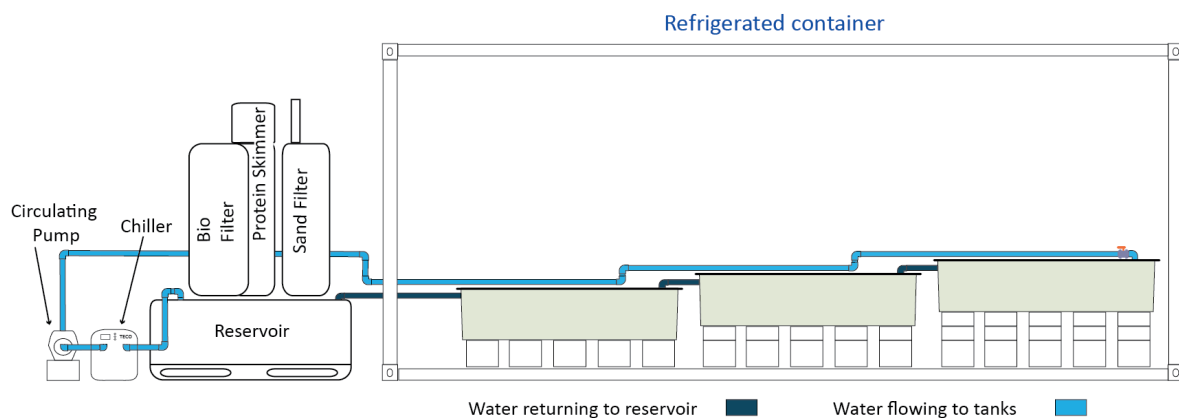 Refrigerated container
Circulating
Pump
Chiller
Bio
Filter
Protein Skimmer
Sand Filter
TECO
Reservoir
Water returning to reservoir
Water flowing to tanks